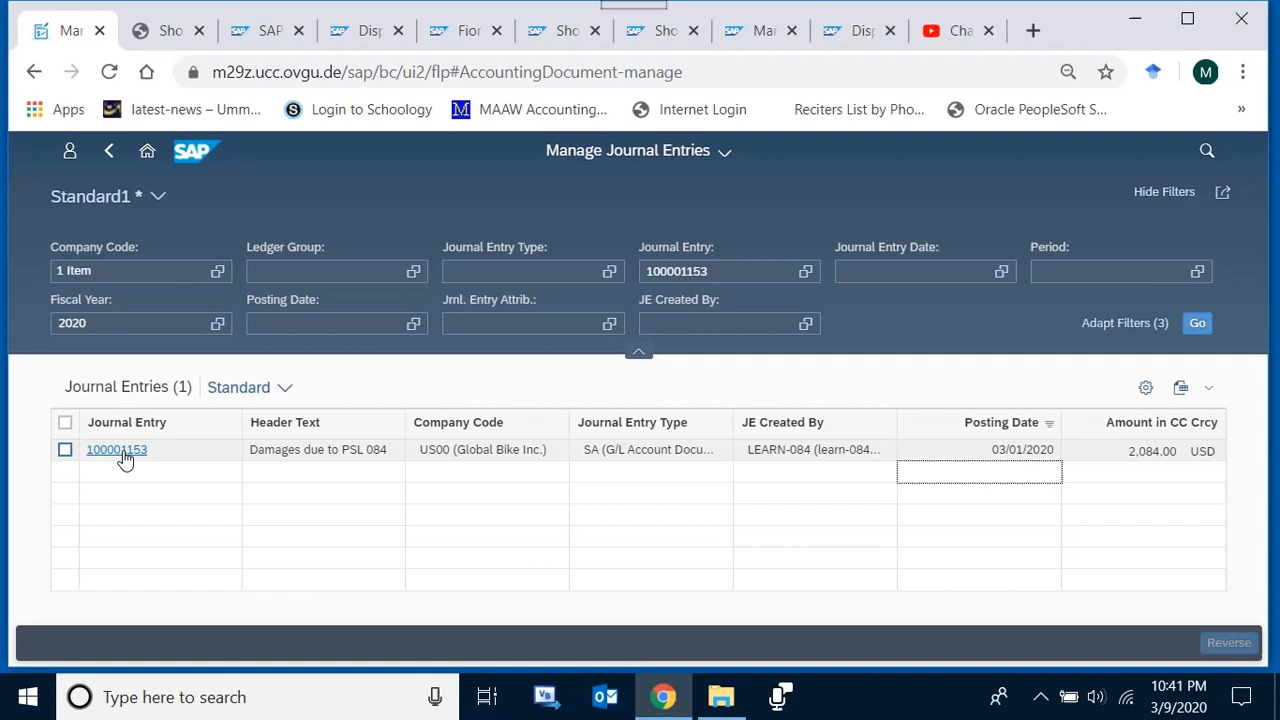 Mar Sho SAP Disp Fior Sho Sho Mar Disp Cha
m29z.ucc.ovgu.de/sap/bc/ui2/flp#AccountingDocument-manage M
Apps latest-news – Umm... Login to Schoology MAAW Accounting... Internet Login Reciters List by Pho... Oracle PeopleSoft S... »
SAP Manage Journal Entries
Standard1 * Hide Filters
Company Code: Ledger Group: Journal Entry Type: Journal Entry: Journal Entry Date: Period:
1 Item 100001153
Fiscal Year: Posting Date: Jrnl. Entry Attrib.: JE Created By:
2020 Adapt Filters (3) Go
Journal Entries (1) Standard
Journal Entry Header Text Company Code Journal Entry Type JE Created By Posting Date Amount in CC Crcy
100001153 Damages due to PSL 084 US00 (Global Bike Inc.) SA (G/L Account Docu... LEARN-084 (learn-084... 03/01/2020 2,084.00 USD
Reverse
Type here to search
10:41 PM
3/9/2020